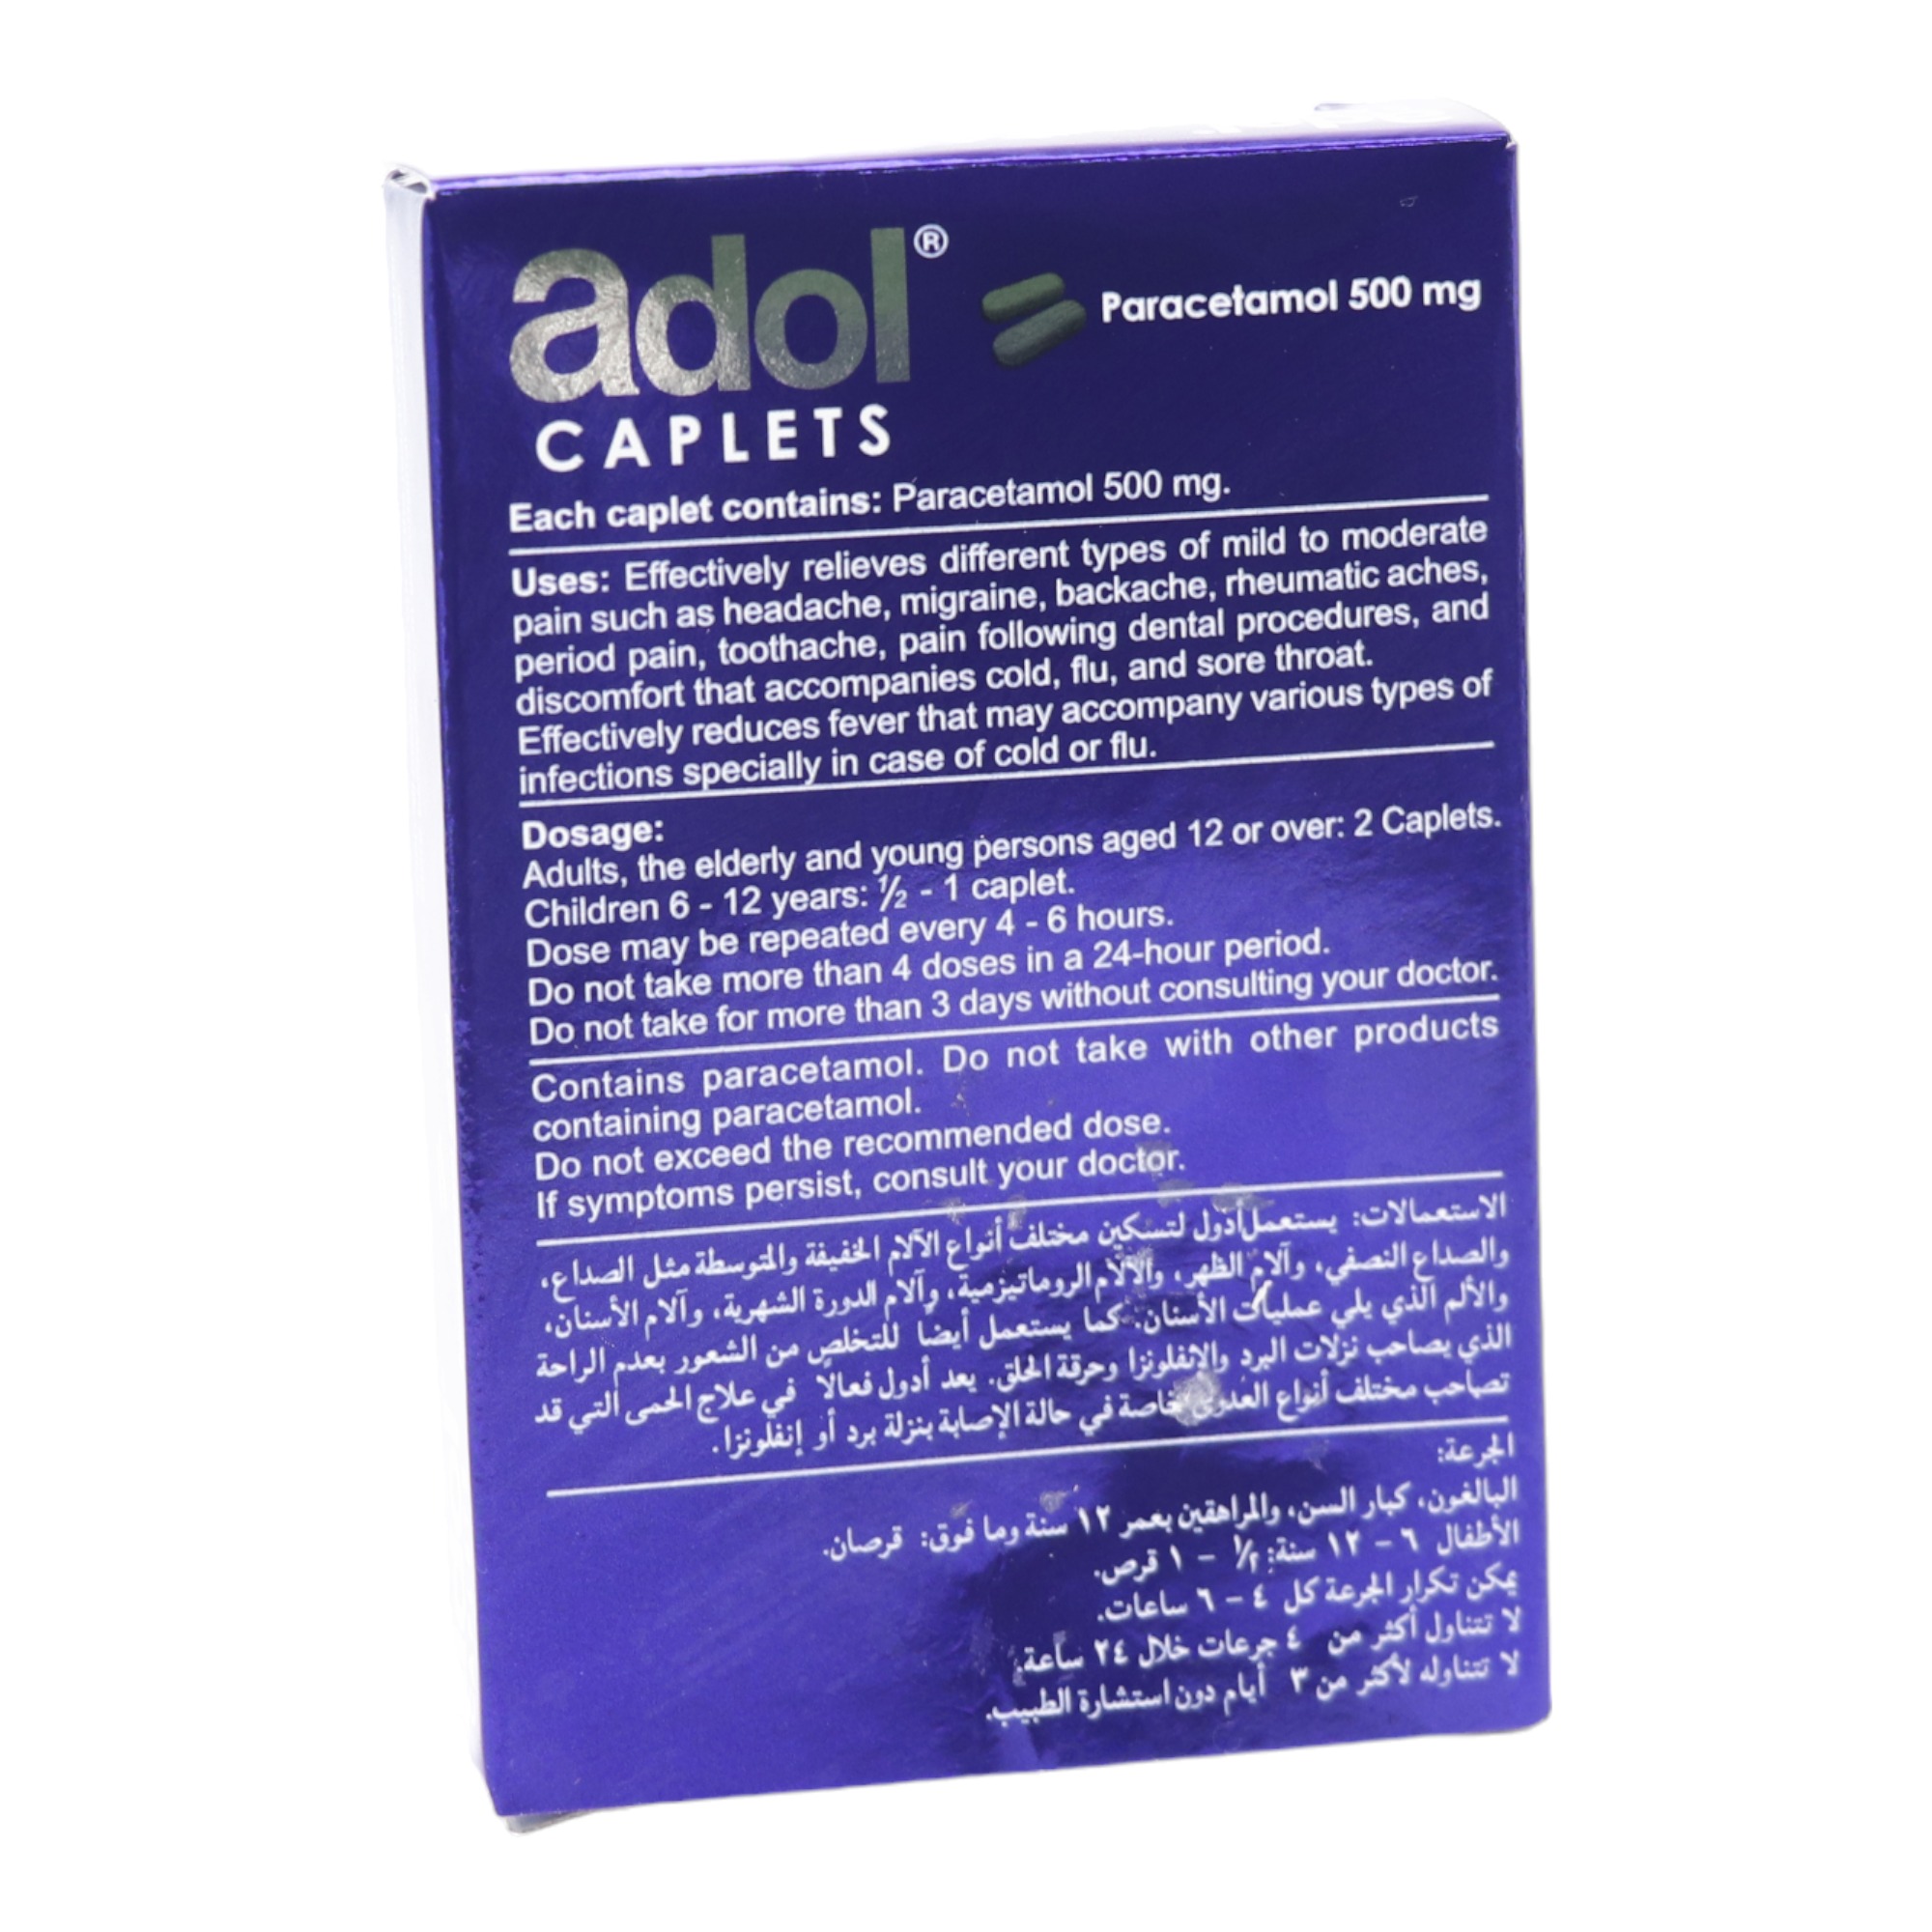 adol®
Paracetamol 500 mg
CAPLETS
Each caplet contains: Paracetamol 500 mg.
Uses: Effectively relieves different types of mild to moderate
pain such as headache, migraine, backache, rheumatic aches,
period pain, toothache, pain following dental procedures, and
discomfort that accompanies cold, flu, and sore throat.
Effectively reduces fever that may accompany various types of
infections specially in case of cold or flu.
Dosage:
Adults, the elderly and young persons aged 12 or over: 2 Caplets.
Children 6 - 12 years: ½ - 1 caplet.
Dose may be repeated every 4 - 6 hours.
Do not take more than 4 doses in a 24-hour period.
Do not take for more than 3 days without consulting your doctor.
Contains paracetamol. Do not take with other products
containing paracetamol.
Do not exceed the recommended dose.
If symptoms persist, consult your doctor.
الاستعمالات: يستعمل أدول لتسكين مختلف أنواع الآلام الخفيفة والمتوسطة مثل الصداع،
والصداع النصفي، وآلام الظهر، والآلام الروماتيزمية، وآلام الدورة الشهرية، وآلام الأسنان،
والألم الذي يلي عمليات الأسنان. كما يستعمل أيضاً للتخلص من الشعور بعدم الراحة
الذي يصاحب نزلات البرد والانفلونزا وحرقة الحلق. يعد أدول فعالاً في علاج الحمى التي قد
تصاحب مختلف أنواع العدوى خاصة في حالة الإصابة بنزلة برد أو إنفلونزا.
الجرعة:
البالغون، كبار السن، والمراهقين بعمر ١٢ سنة وما فوق: قرصان.
الأطفال ٦ - ١٢ سنة: ½ - ١ قرص.
يمكن تكرار الجرعة كل ٤ - ٦ ساعات.
لا تتناول أكثر من ٤ جرعات خلال ٢٤ ساعة.
لا تتناوله لأكثر من ٣ أيام دون استشارة الطبيب.